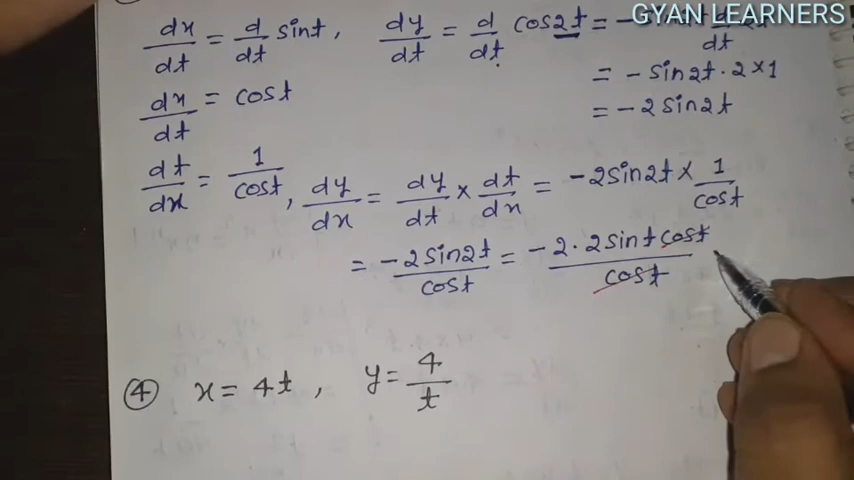 GYAN LEARNERS
dx/dt = d/dt sint, dy/dt = d/dt cos2t = -
dt
= - sin2t · 2 × 1
dx/dt = cost
= - 2 sin2t
dt/dx = 1/cost, dy/dx = dy/dt × dt/dx = -2sin2t × 1/cost
= -2sin2t/cost = -2·2sint cost/cost
④ x = 4t, y = 4/t